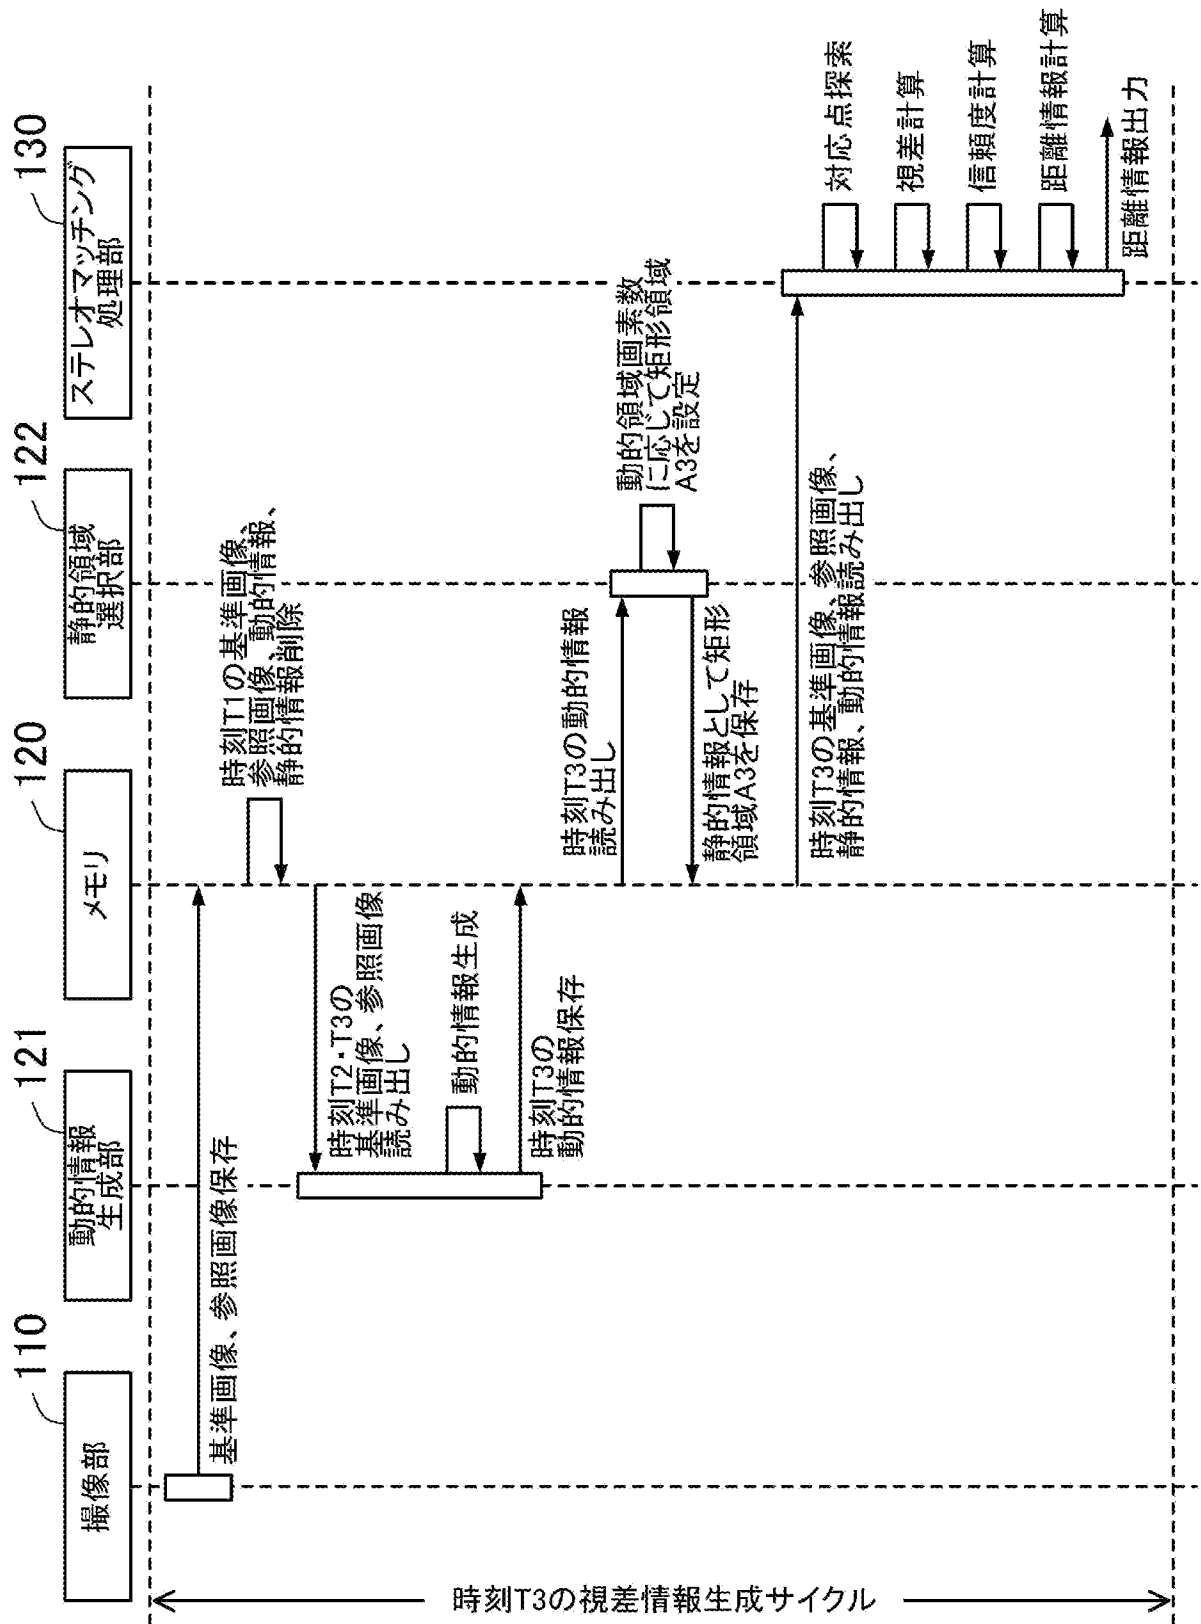 110
撮像部
121
動的情報
生成部
120
メモリ
122
静的領域
選択部
130
ステレオマッチング
処理部
時刻T3の視差情報生成サイクル
基準画像、参照画像保存
時刻T1の基準画像、
参照画像、動的情報、
静的情報削除
時刻T2・T3の
基準画像、参照画像
読み出し
動的情報生成
時刻T3の
動的情報保存
時刻T3の動的情報
読み出し
動的領域画素数
に応じて矩形領域
A3を設定
静的情報として矩形
領域A3を保存
時刻T3の基準画像、参照画像、
静的情報、動的情報読み出し
対応点探索
視差計算
信頼度計算
距離情報計算
距離情報出力